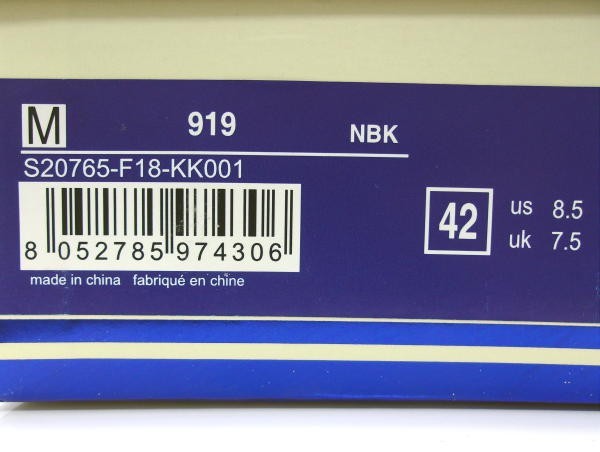 M 919 NBK
S20765-F18-KK001
8 052785 974306
made in china fabriqué en chine
42
us 8.5
uk 7.5